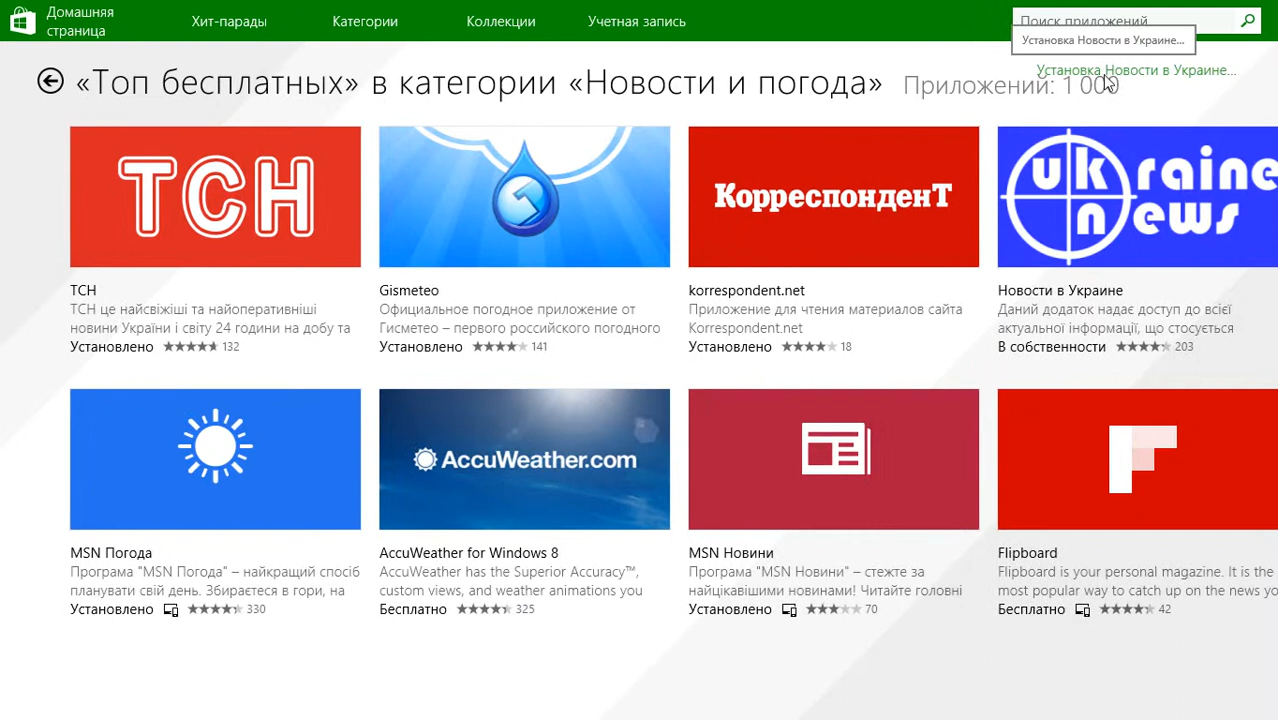 Домашняя
страница
Хит-парады
Категории
Коллекции
Учетная запись
Поиск приложений
Установка Новости в Украине...
Установка Новости в Украине...
«Топ бесплатных» в категории «Новости и погода» Приложений: 1 000
ТСН
КорреспонденТ
ukraine
news
ТСН
ТСН це найсвіжіші та найоперативніші
новини України і світу 24 години на добу та
Установлено 132
Gismeteo
Официальное погодное приложение от
Гисметео – первого российского погодного
Установлено 141
korrespondent.net
Приложение для чтения материалов сайта
Korrespondent.net
Установлено 18
Новости в Украине
Даний додаток надає доступ до всієї
актуальної інформації, що стосується
В собственности 203
AccuWeather.com
MSN Погода
Програма "MSN Погода" – найкращий спосіб
планувати свій день. Збираєтеся в гори, на
Установлено 330
AccuWeather for Windows 8
AccuWeather has the Superior Accuracy™,
custom views, and weather animations you
Бесплатно 325
MSN Новини
Програма "MSN Новини" – стежте за
найцікавішими новинами! Читайте головні
Установлено 70
Flipboard
Flipboard is your personal magazine. It is the
most popular way to catch up on the news yo
Бесплатно 42